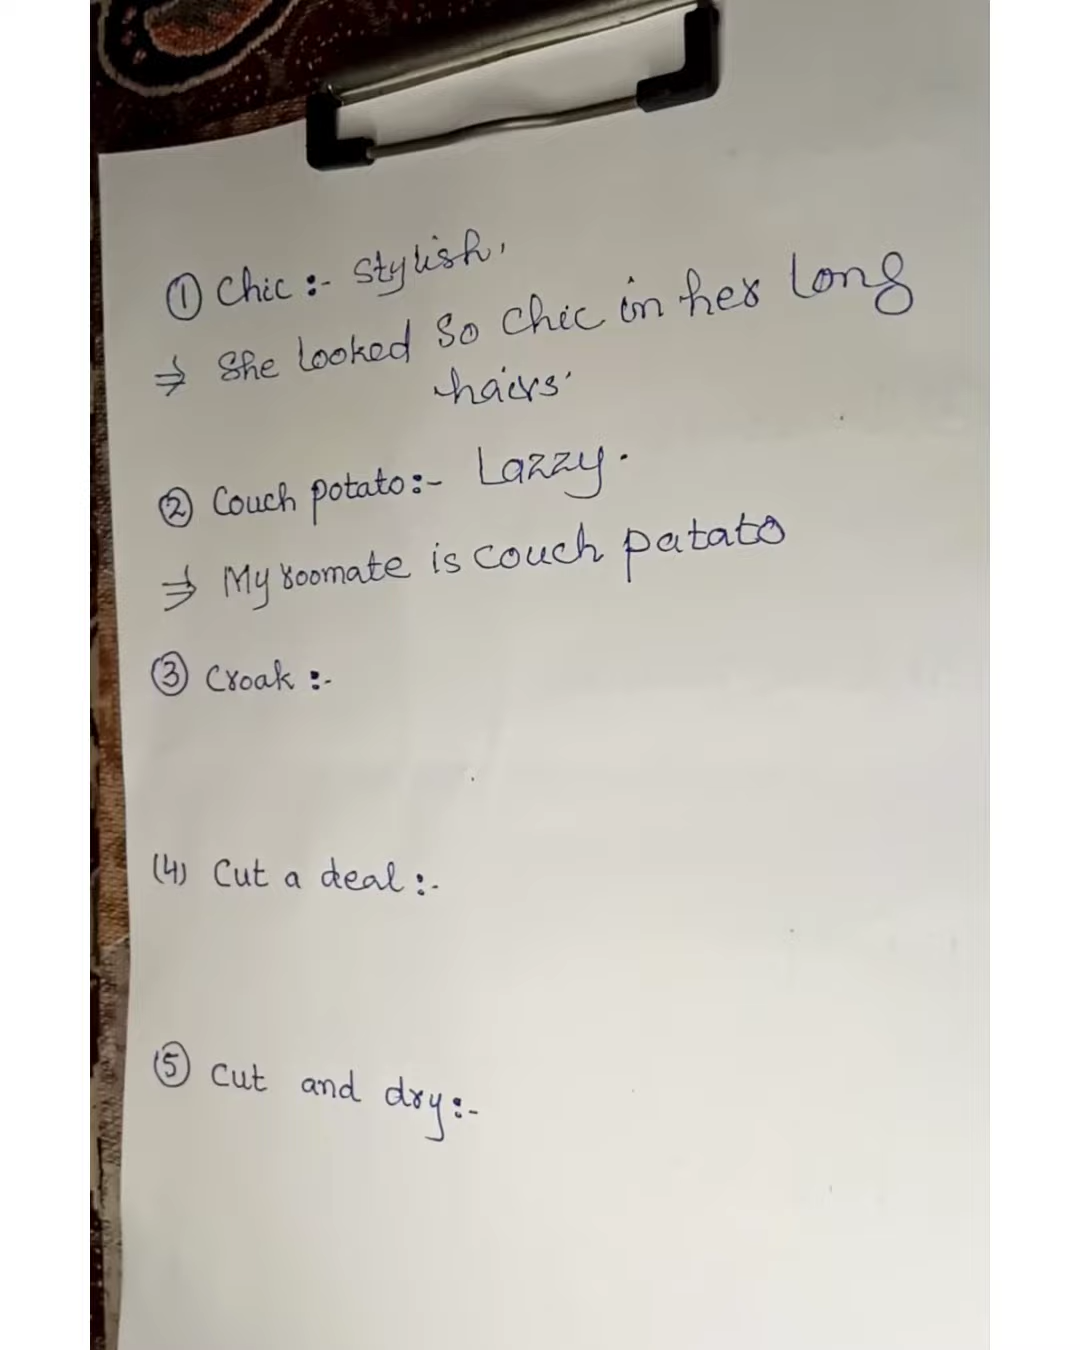 ① Chic :- Stylish,
⇒ She looked So Chic in her Long
hairs.
② Couch potato :- Lazzy.
⇒ My roomate is couch patato
③ Croak :-
(4) Cut a deal :-
⑤ Cut and dry :-